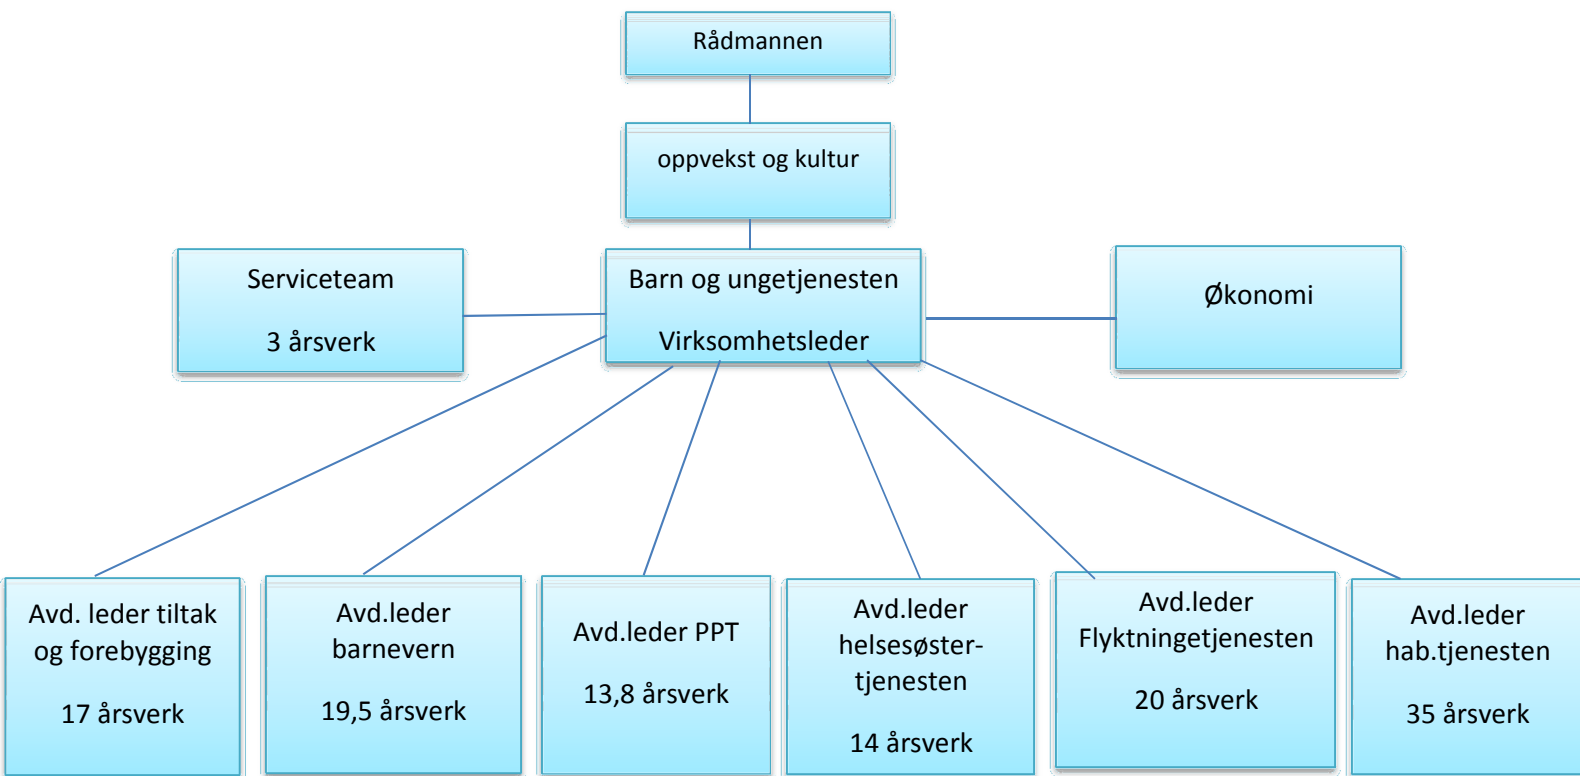 Rådmannen
oppvekst og kultur
Serviceteam
3 årsverk
Barn og ungetjenesten
Virksomhetsleder
Økonomi
Avd. leder tiltak
og forebygging
17 årsverk
Avd.leder
barnevern
19,5 årsverk
Avd.leder PPT
13,8 årsverk
Avd.leder
helsesøster-
tjenesten
14 årsverk
Avd.leder
Flyktningetjenesten
20 årsverk
Avd.leder
hab.tjenesten
35 årsverk